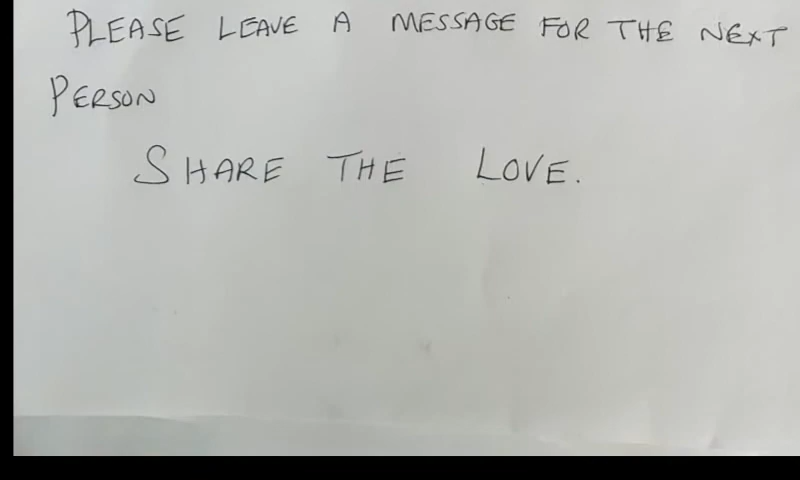 PLEASE LEAVE A MESSAGE FOR THE NEXT
PERSON
SHARE THE LOVE.